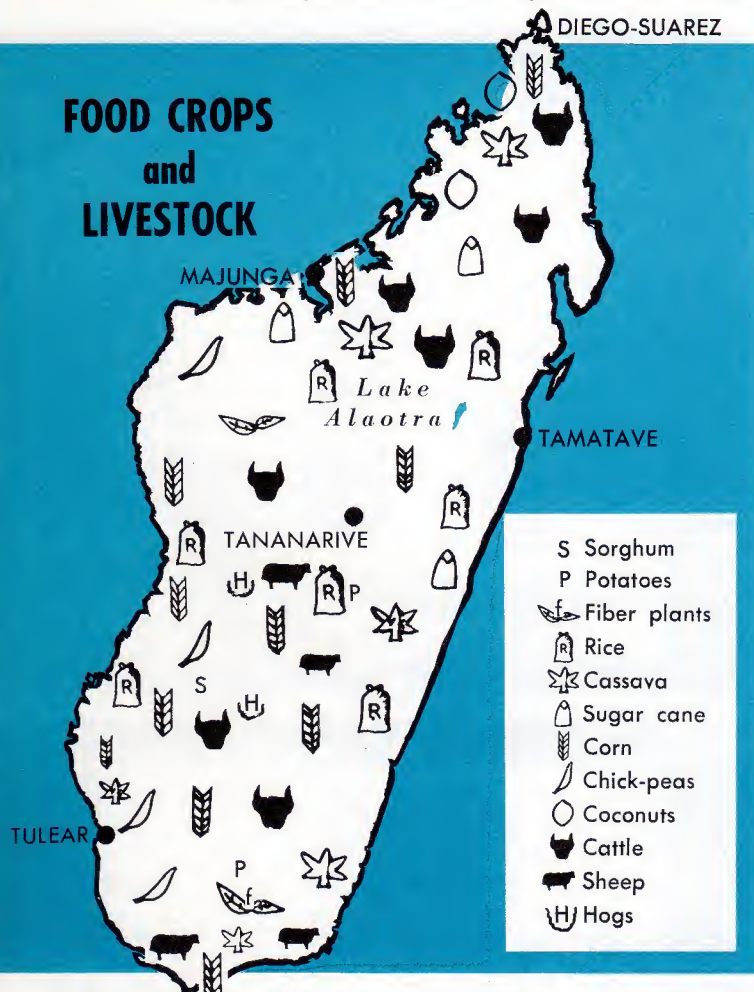 DIEGO-SUAREZ
FOOD CROPS
and
LIVESTOCK
MAJUNGA
R
R
Lake
Alaotra
f
TAMATAVE
R
TANANARIVE
R
H
R
P
R
S
H
R
TULEAR
P
f
S Sorghum
P Potatoes
f Fiber plants
R Rice
Cassava
Sugar cane
Corn
Chick-peas
Coconuts
Cattle
Sheep
H Hogs